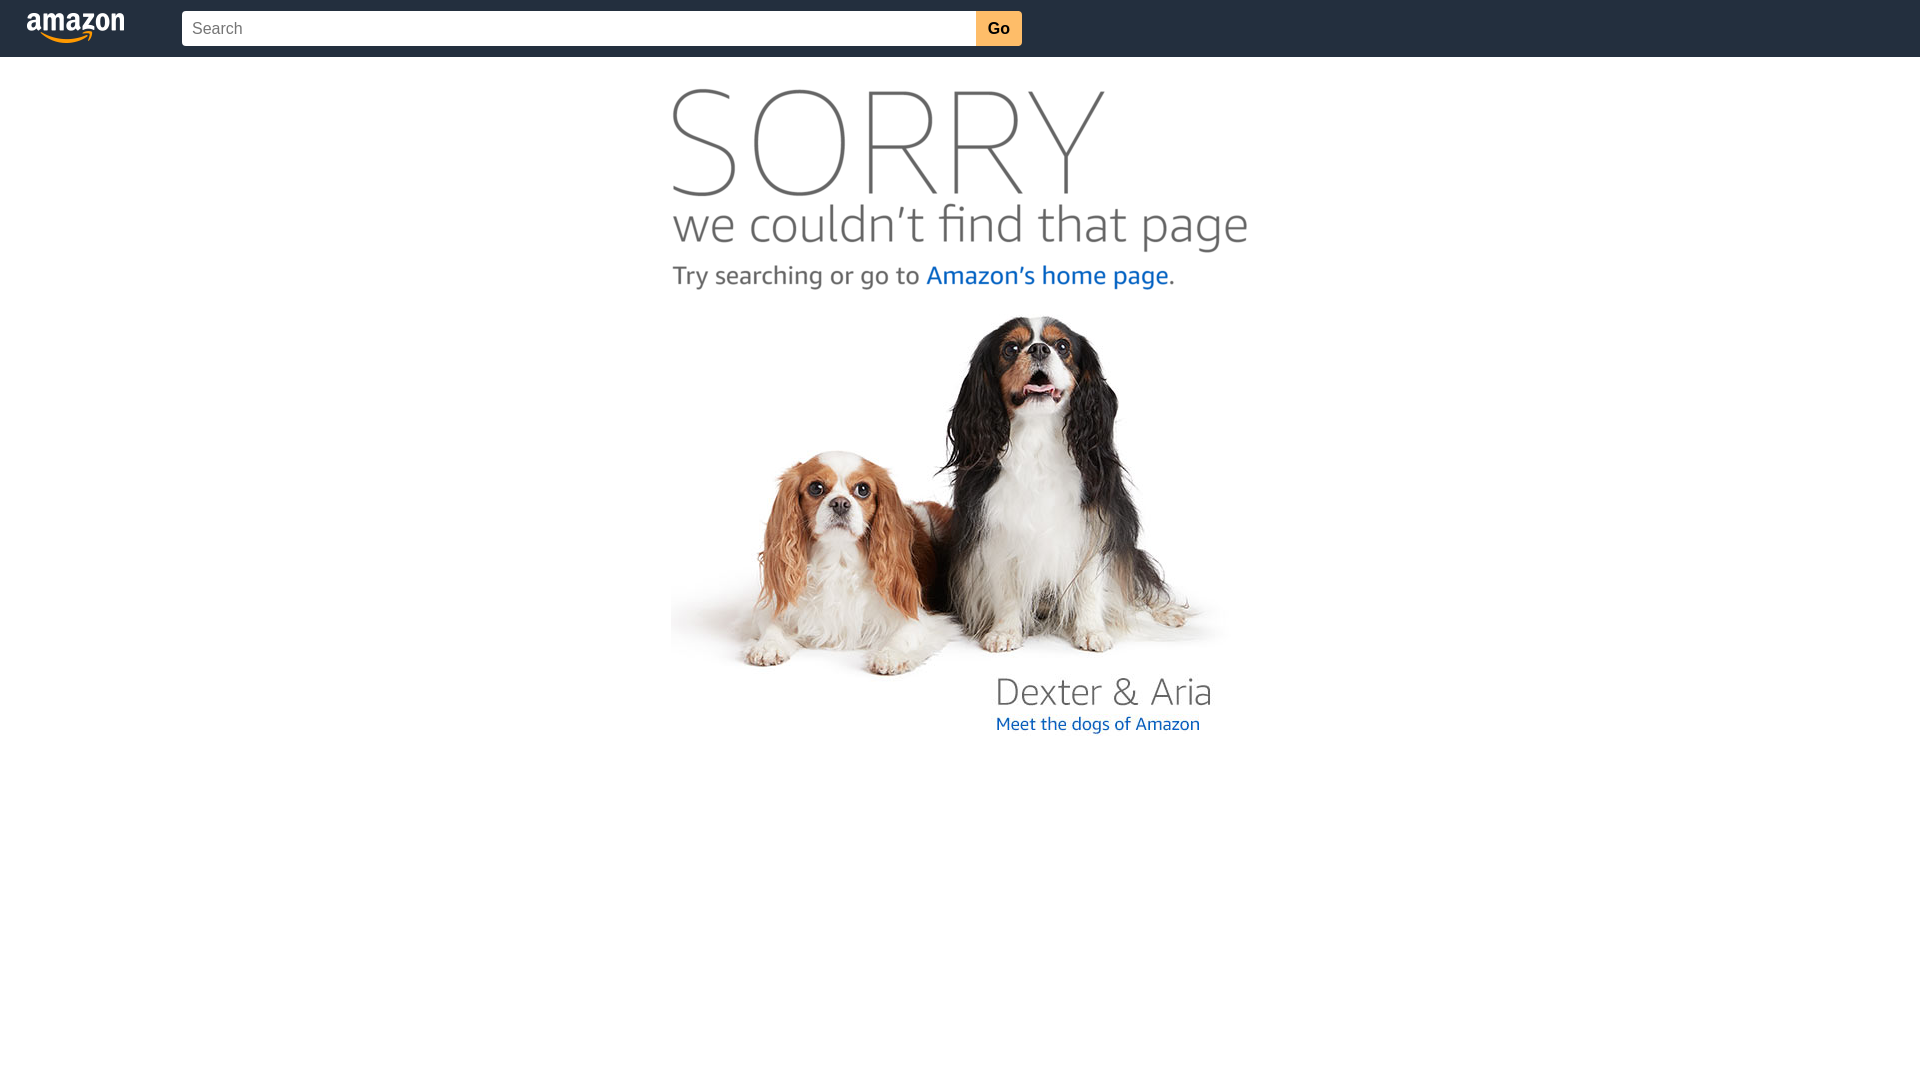 amazon
Search
Go
SORRY
we couldn't find that page
Try searching or go to Amazon's home page.
Dexter & Aria
Meet the dogs of Amazon